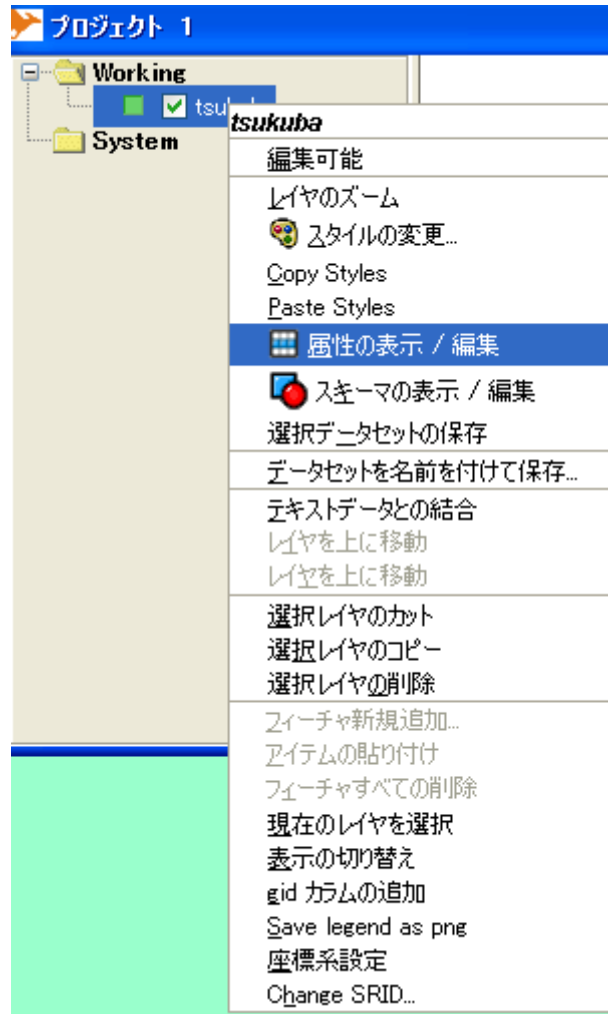 プロジェクト 1
Working
tsu
System
tsukuba
編集可能
レイヤのズーム
スタイルの変更...
Copy Styles
Paste Styles
属性の表示 / 編集
スキーマの表示 / 編集
選択データセットの保存
データセットを名前を付けて保存...
テキストデータとの結合
レイヤを上に移動
レイヤを上に移動
選択レイヤのカット
選択レイヤのコピー
選択レイヤの削除
フィーチャ新規追加...
アイテムの貼り付け
フィーチャすべての削除
現在のレイヤを選択
表示の切り替え
gid カラムの追加
Save legend as png
座標系設定
Change SRID...